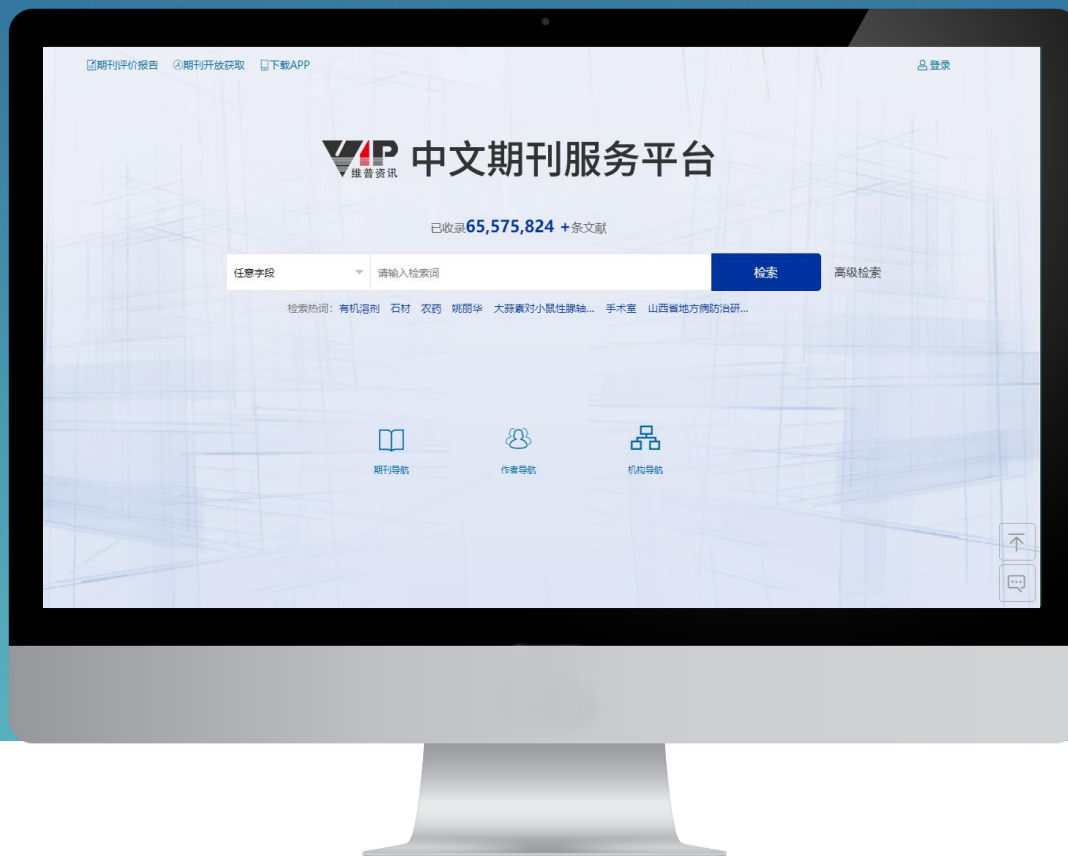 期刊评价报告 期刊开放获取 下载APP 登录
VIP 维普资讯 中文期刊服务平台
已收录65,575,824 +条文献
任意字段 请输入检索词 检索 高级检索
检索热词: 有机溶剂 石材 农药 姚丽华 大蒜素对小鼠性腺轴... 手术室 山西省地方病防治研...
期刊导航 作者导航 机构导航